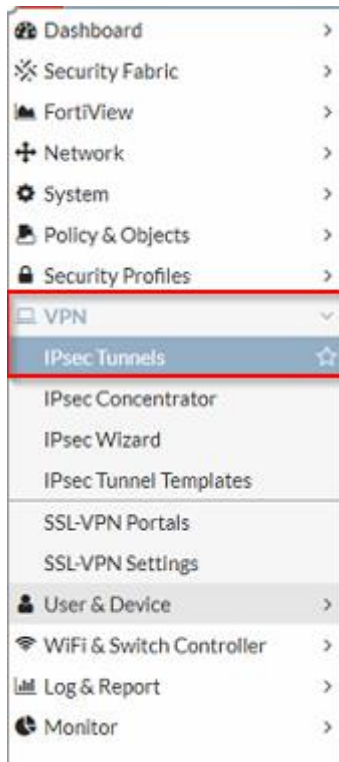 Dashboard
Security Fabric
FortiView
Network
System
Policy & Objects
Security Profiles
VPN
IPsec Tunnels
IPsec Concentrator
IPsec Wizard
IPsec Tunnel Templates
SSL-VPN Portals
SSL-VPN Settings
User & Device
WiFi & Switch Controller
Log & Report
Monitor